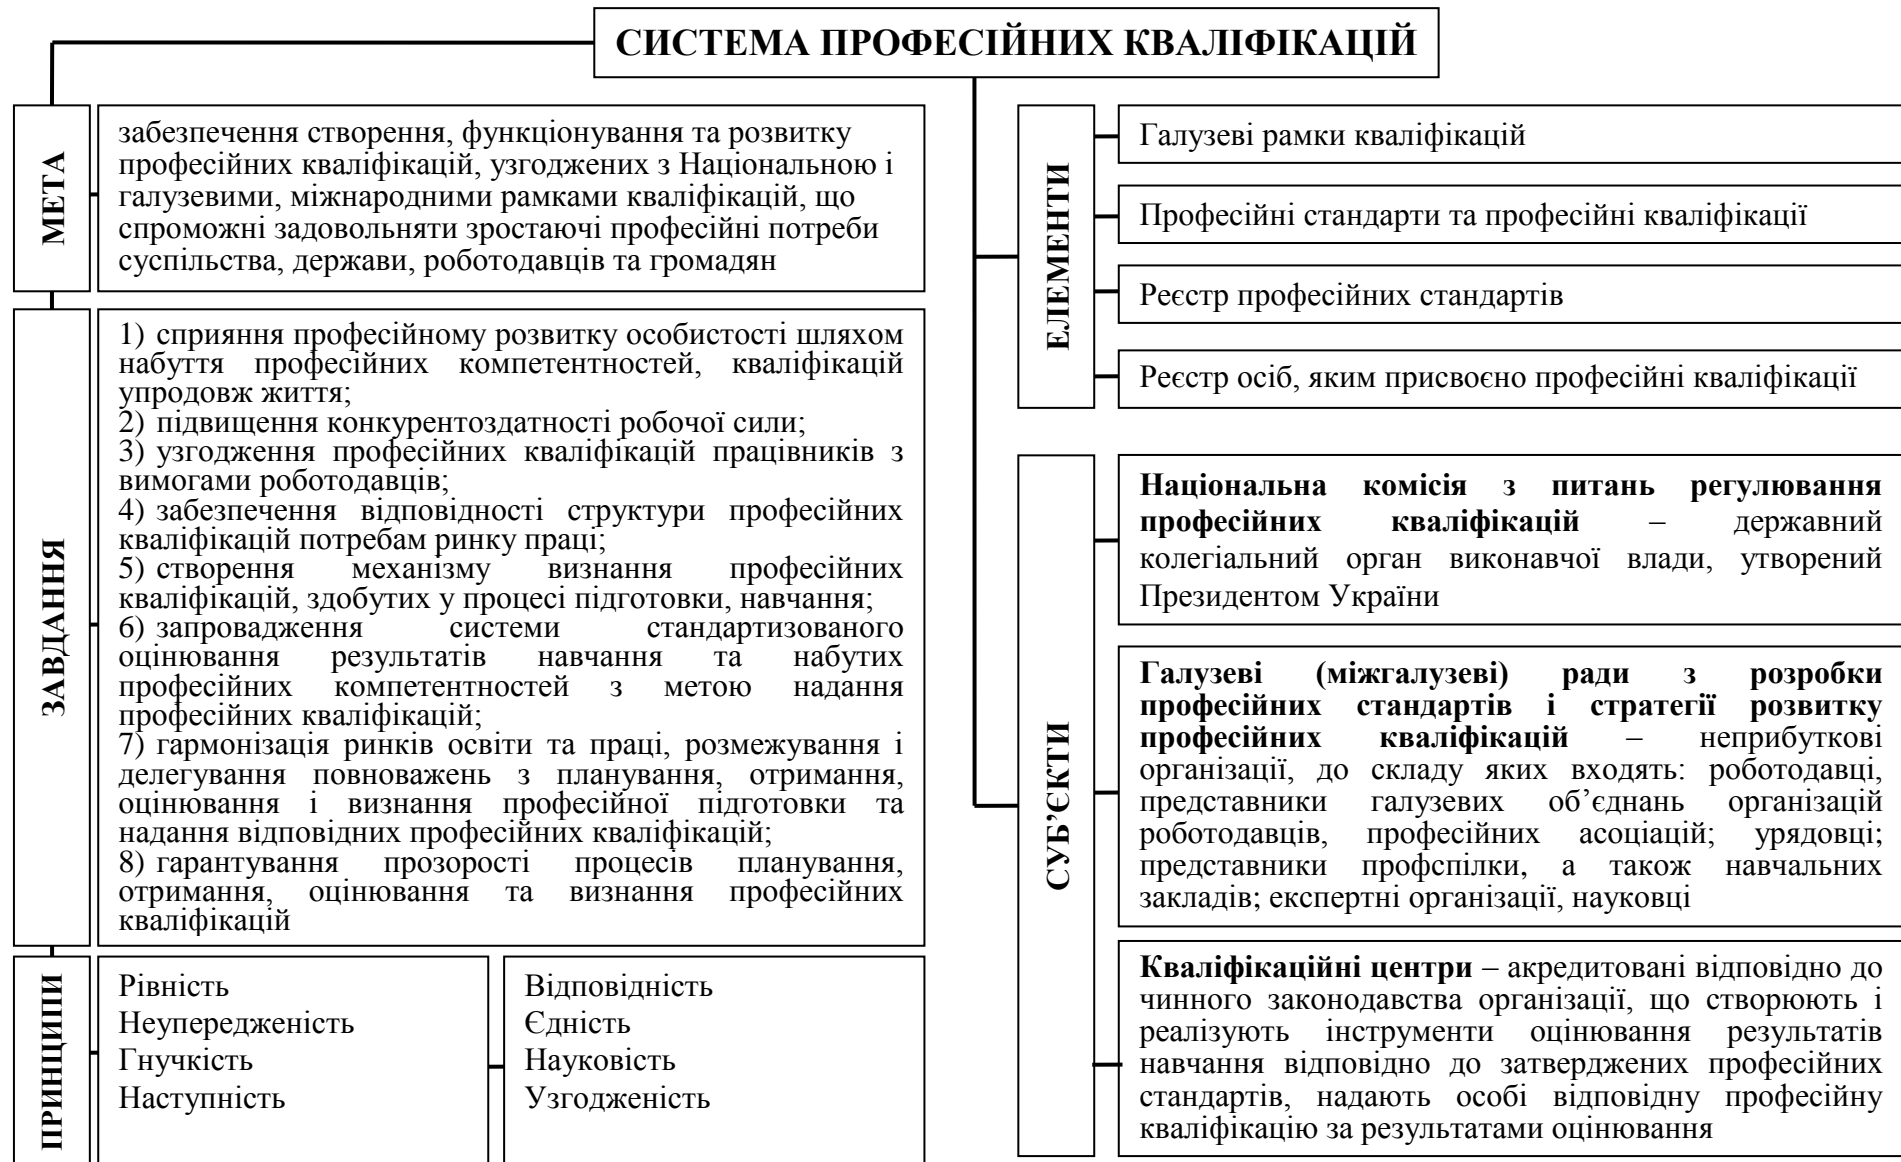 СИСТЕМА ПРОФЕСІЙНИХ КВАЛІФІКАЦІЙ
МЕТА
забезпечення створення, функціонування та розвитку
професійних кваліфікацій, узгоджених з Національною і
галузевими, міжнародними рамками кваліфікацій, що
спроможні задовольняти зростаючі професійні потреби
суспільства, держави, роботодавців та громадян
ЗАВДАННЯ
1) сприяння професійному розвитку особистості шляхом
набуття професійних компетентностей, кваліфікацій
упродовж життя;
2) підвищення конкурентоздатності робочої сили;
3) узгодження професійних кваліфікацій працівників з
вимогами роботодавців;
4) забезпечення відповідності структури професійних
кваліфікацій потребам ринку праці;
5) створення механізму визнання професійних
кваліфікацій, здобутих у процесі підготовки, навчання;
6) запровадження системи стандартизованого
оцінювання результатів навчання та набутих
професійних компетентностей з метою надання
професійних кваліфікацій;
7) гармонізація ринків освіти та праці, розмежування і
делегування повноважень з планування, отримання,
оцінювання і визнання професійної підготовки та
надання відповідних професійних кваліфікацій;
8) гарантування прозорості процесів планування,
отримання, оцінювання та визнання професійних
кваліфікацій
ПРИНЦИПИ
Рівність
Неупередженість
Гнучкість
Наступність
Відповідність
Єдність
Науковість
Узгодженість
ЕЛЕМЕНТИ
Галузеві рамки кваліфікацій
Професійні стандарти та професійні кваліфікації
Реєстр професійних стандартів
Реєстр осіб, яким присвоєно професійні кваліфікації
СУБ’ЄКТИ
Національна комісія з питань регулювання
професійних кваліфікацій – державний
колегіальний орган виконавчої влади, утворений
Президентом України
Галузеві (міжгалузеві) ради з розробки
професійних стандартів і стратегії розвитку
професійних кваліфікацій – неприбуткові
організації, до складу яких входять: роботодавці,
представники галузевих об’єднань організацій
роботодавців, професійних асоціацій; урядовці;
представники профспілки, а також навчальних
закладів; експертні організації, науковці
Кваліфікаційні центри – акредитовані відповідно до
чинного законодавства організації, що створюють і
реалізують інструменти оцінювання результатів
навчання відповідно до затверджених професійних
стандартів, надають особі відповідну професійну
кваліфікацію за результатами оцінювання